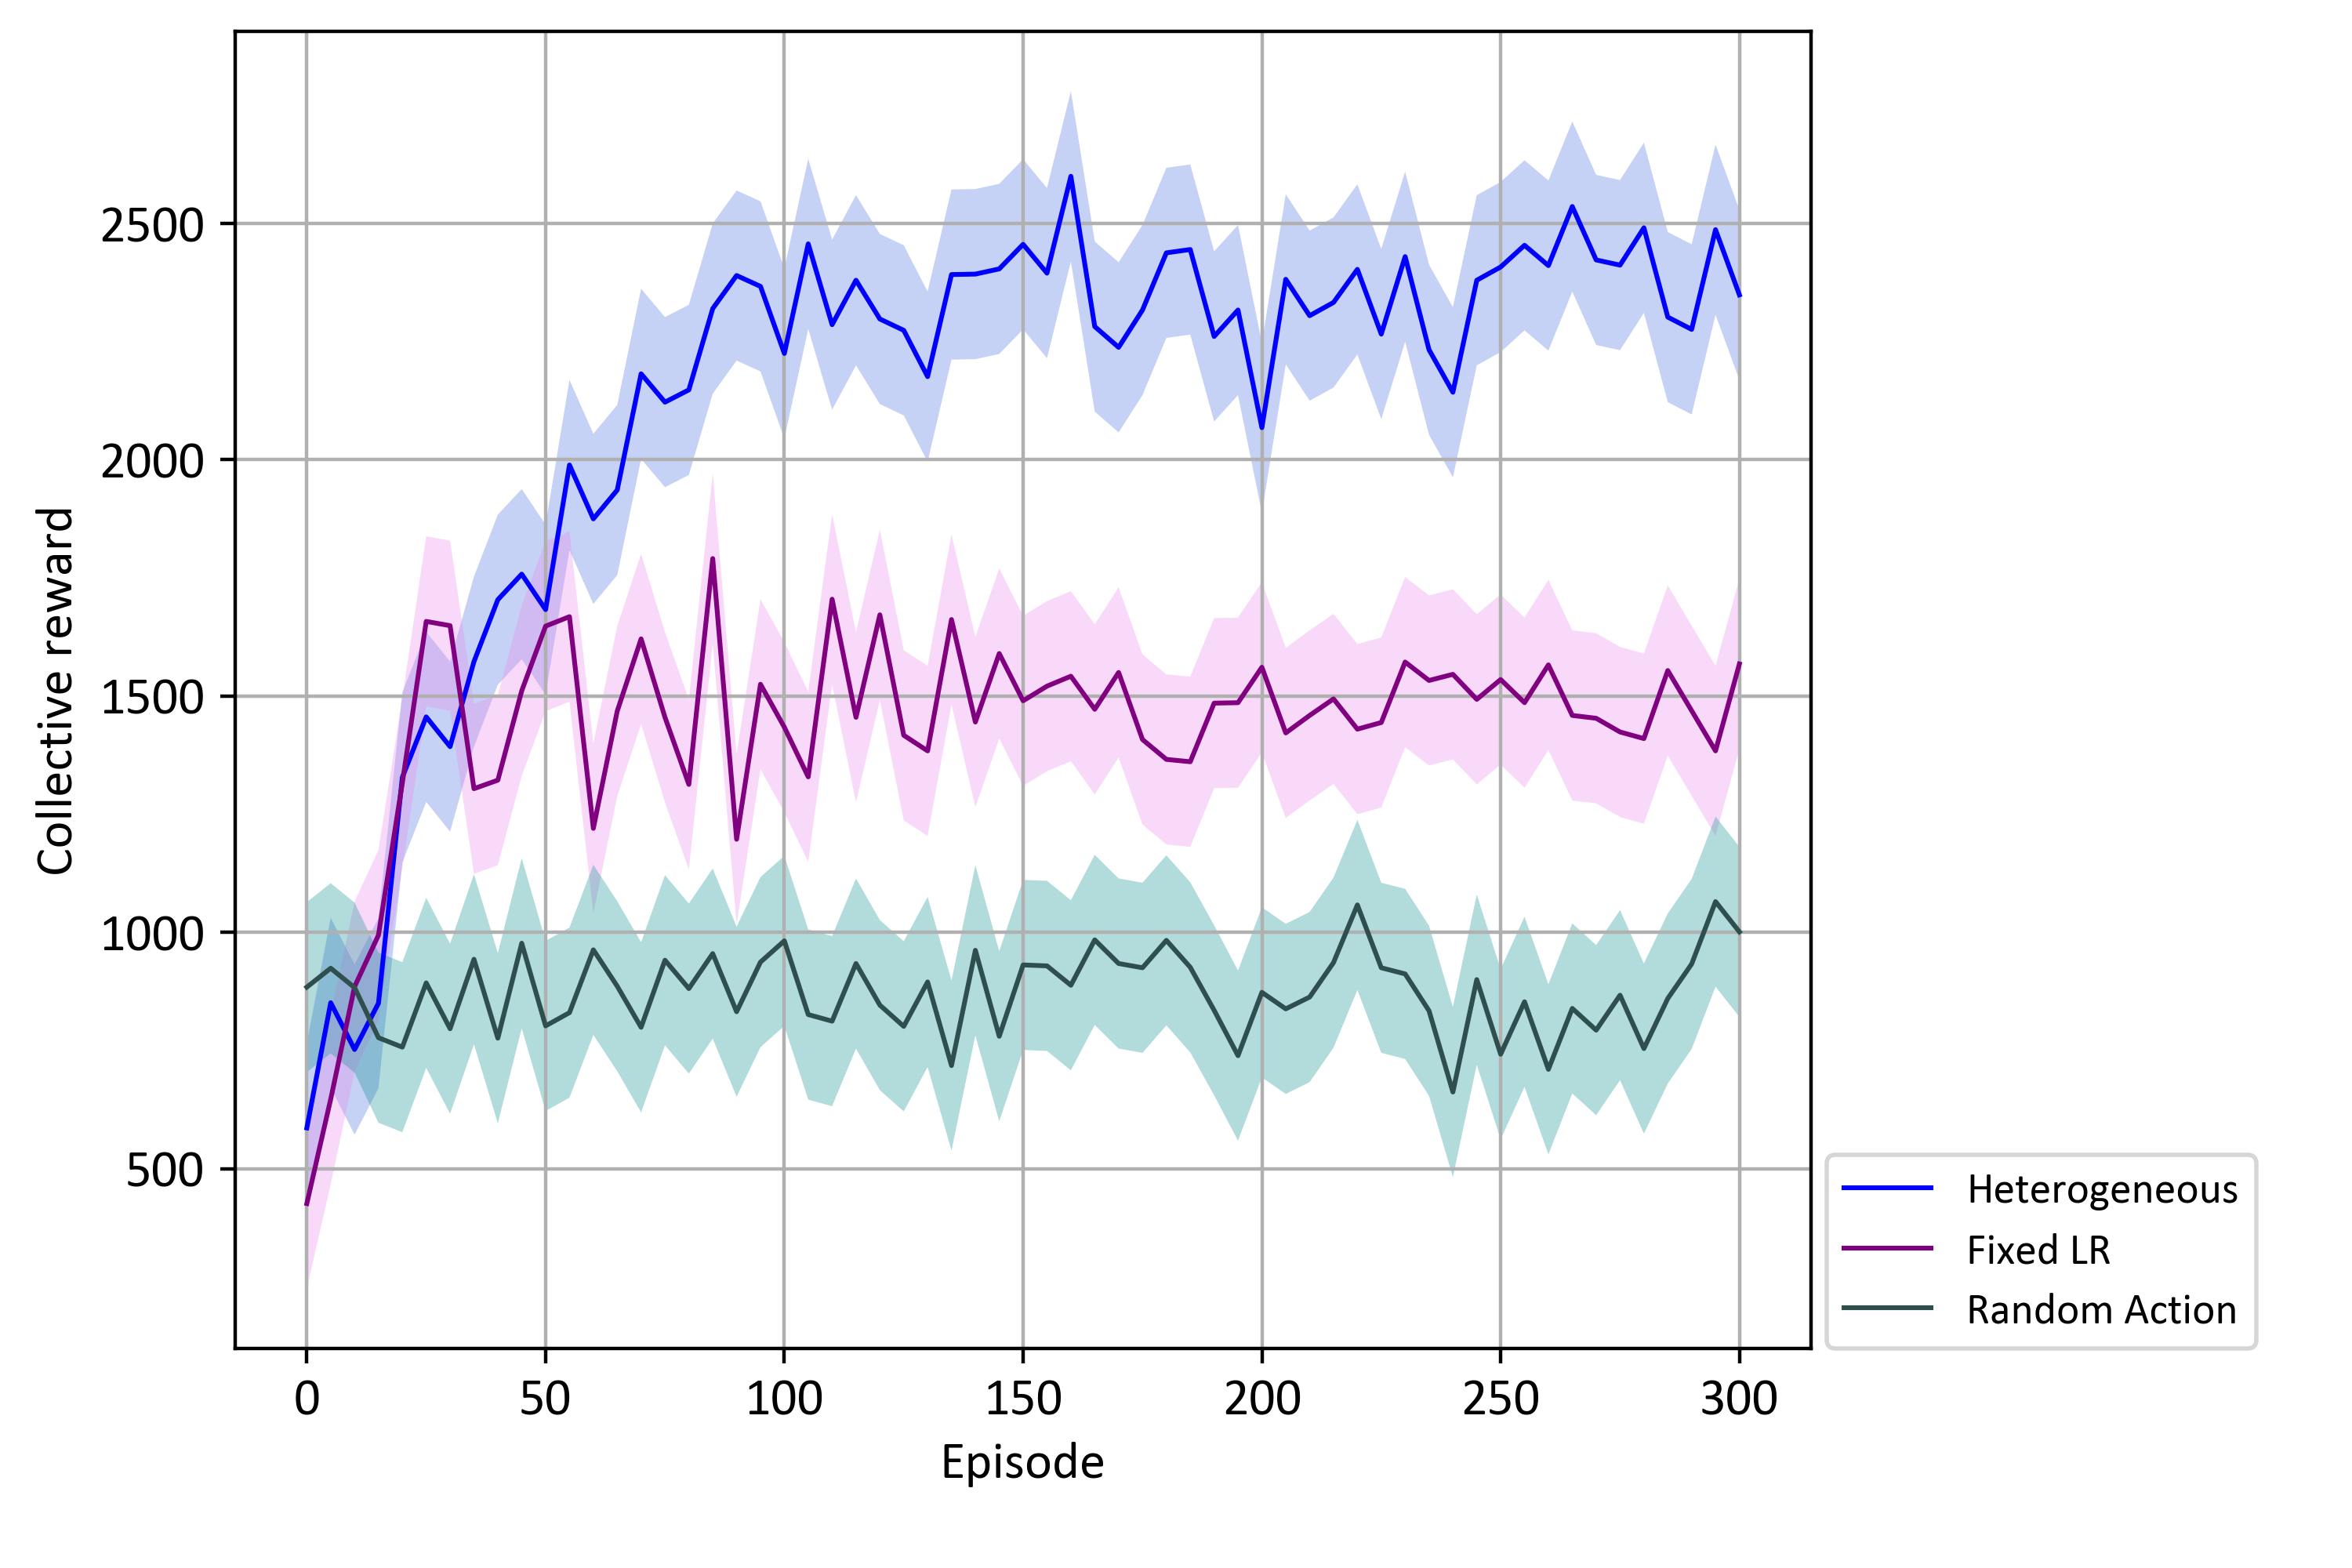 Collective reward
2500
2000
1500
1000
500
0 50 100 150 200 250 300
Episode
Heterogeneous
Fixed LR
Random Action